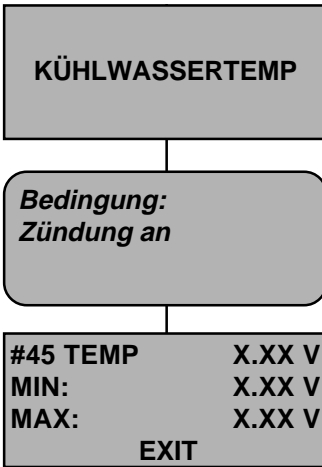 KÜHLWASSERTEMP
Bedingung:
Zündung an
#45 TEMP X.XX V
MIN: X.XX V
MAX: X.XX V
EXIT